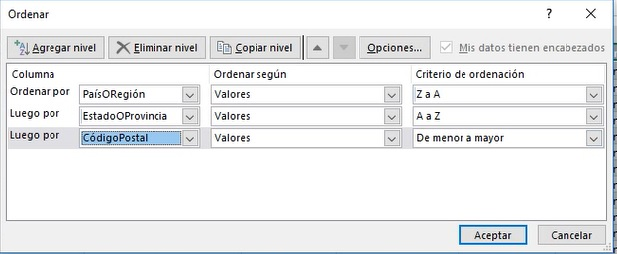 Ordenar
Agregar nivel Eliminar nivel Copiar nivel Opciones... Mis datos tienen encabezados
Columna Ordenar según Criterio de ordenación
Ordenar por PaísORegión Valores Z a A
Luego por EstadoOProvincia Valores A a Z
Luego por CódigoPostal Valores De menor a mayor
Aceptar Cancelar